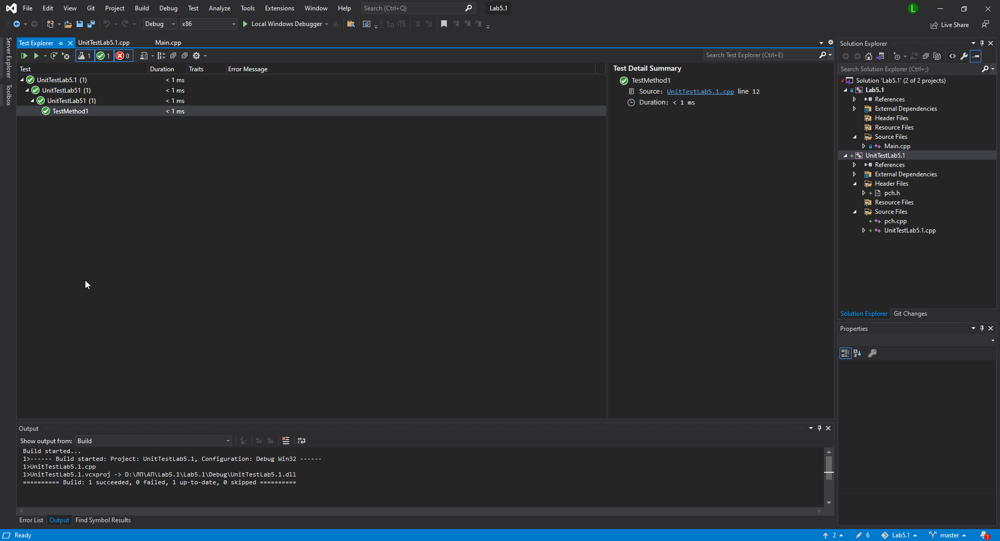 File Edit View Git Project Build Debug Test Analyze Tools Extensions Window Help Search (Ctrl+Q) Lab5.1 L
Debug x86 Local Windows Debugger Live Share
Server Explorer
Toolbox
Test Explorer UnitTestLab5.1.cpp Main.cpp
1 1 0 Search Test Explorer (Ctrl+E)
Test Duration Traits Error Message
UnitTestLab5.1 (1) < 1 ms
UnitTestLab51 (1) < 1 ms
UnitTestLab51 (1) < 1 ms
TestMethod1 < 1 ms
Test Detail Summary
TestMethod1
Source: UnitTestLab5.1.cpp line 12
Duration: < 1 ms
Solution Explorer
Search Solution Explorer (Ctrl+;)
Solution 'Lab5.1' (2 of 2 projects)
Lab5.1
References
External Dependencies
Header Files
Resource Files
Source Files
Main.cpp
UnitTestLab5.1
References
External Dependencies
Header Files
pch.h
Resource Files
Source Files
pch.cpp
UnitTestLab5.1.cpp
Solution Explorer Git Changes
Properties
Output
Show output from: Build
Build started...
1>------ Build started: Project: UnitTestLab5.1, Configuration: Debug Win32 ------
1>UnitTestLab5.1.cpp
1>UnitTestLab5.1.vcxproj -> D:\ЛП\АП\Lab5.1\Lab5.1\Debug\UnitTestLab5.1.dll
========== Build: 1 succeeded, 0 failed, 1 up-to-date, 0 skipped ==========
Error List Output Find Symbol Results
Ready 2 6 Lab5.1 master 1